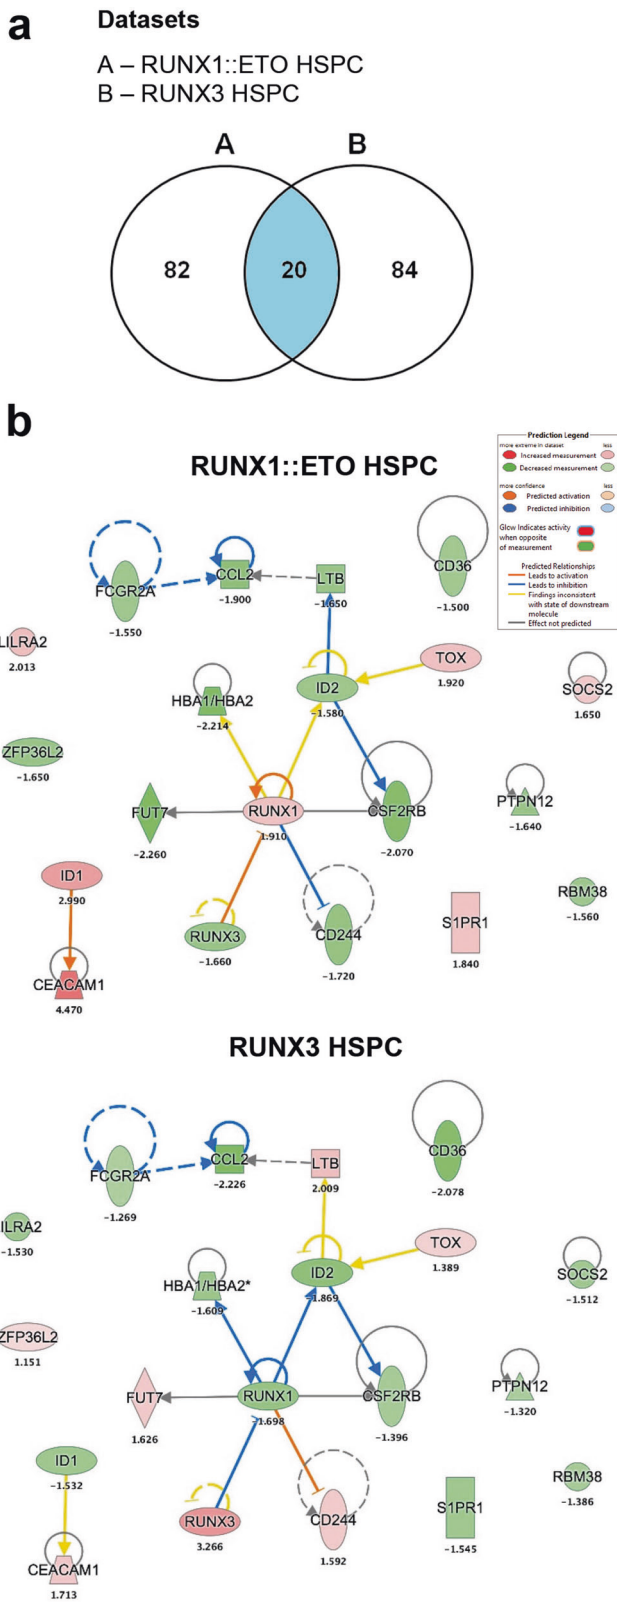 a
Datasets
A – RUNX1::ETO HSPC
B – RUNX3 HSPC
A B
82 20 84
b
RUNX1::ETO HSPC
Prediction Legend
more extreme in dataset less
Increased measurement
Decreased measurement
more confidence less
Predicted activation
Predicted inhibition
Glow Indicates activity
when opposite
of measurement
Predicted Relationships
Leads to activation
Leads to inhibition
Findings inconsistent
with state of downstream
molecule
Effect not predicted
FCGR2A
-1.550
CCL2
-1.900
LTB
-1.650
CD36
-1.500
LILRA2
2.013
HBA1/HBA2
-2.214
ID2
-1.580
TOX
1.920
SOCS2
1.650
ZFP36L2
-1.650
FUT7
-2.260
RUNX1
1.910
CSF2RB
-2.070
PTPN12
-1.640
ID1
2.990
RUNX3
-1.660
CD244
-1.720
S1PR1
1.840
RBM38
-1.560
CEACAM1
4.470
RUNX3 HSPC
FCGR2A
-1.269
CCL2
-2.226
LTB
2.009
CD36
-2.078
ILRA2
-1.530
HBA1/HBA2*
-1.609
ID2
-1.869
TOX
1.389
SOCS2
-1.512
ZFP36L2
1.151
FUT7
1.626
RUNX1
-1.698
CSF2RB
-1.396
PTPN12
-1.320
ID1
-1.532
RUNX3
3.266
CD244
1.592
S1PR1
-1.545
RBM38
-1.386
CEACAM1
1.713